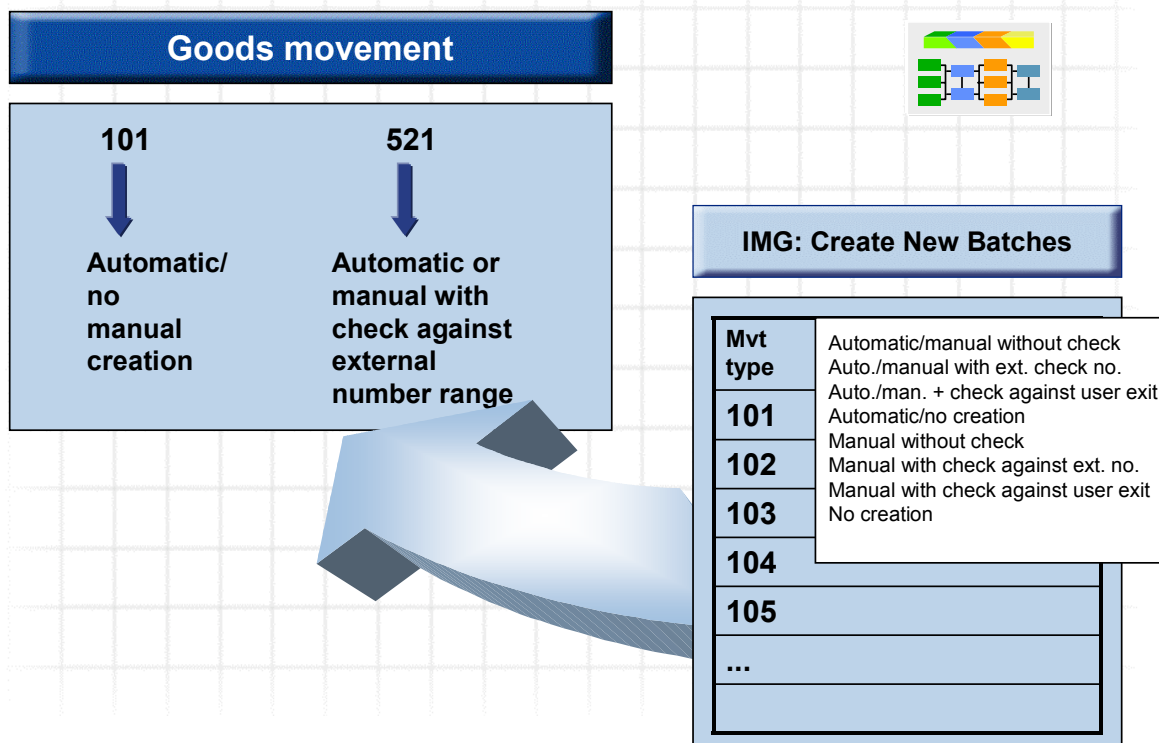 Goods movement
101
Automatic/
no
manual
creation
521
Automatic or
manual with
check against
external
number range
IMG: Create New Batches
Mvt
type
101
102
103
104
105
...
Automatic/manual without check
Auto./manual with ext. check no.
Auto./man. + check against user exit
Automatic/no creation
Manual without check
Manual with check against ext. no.
Manual with check against user exit
No creation